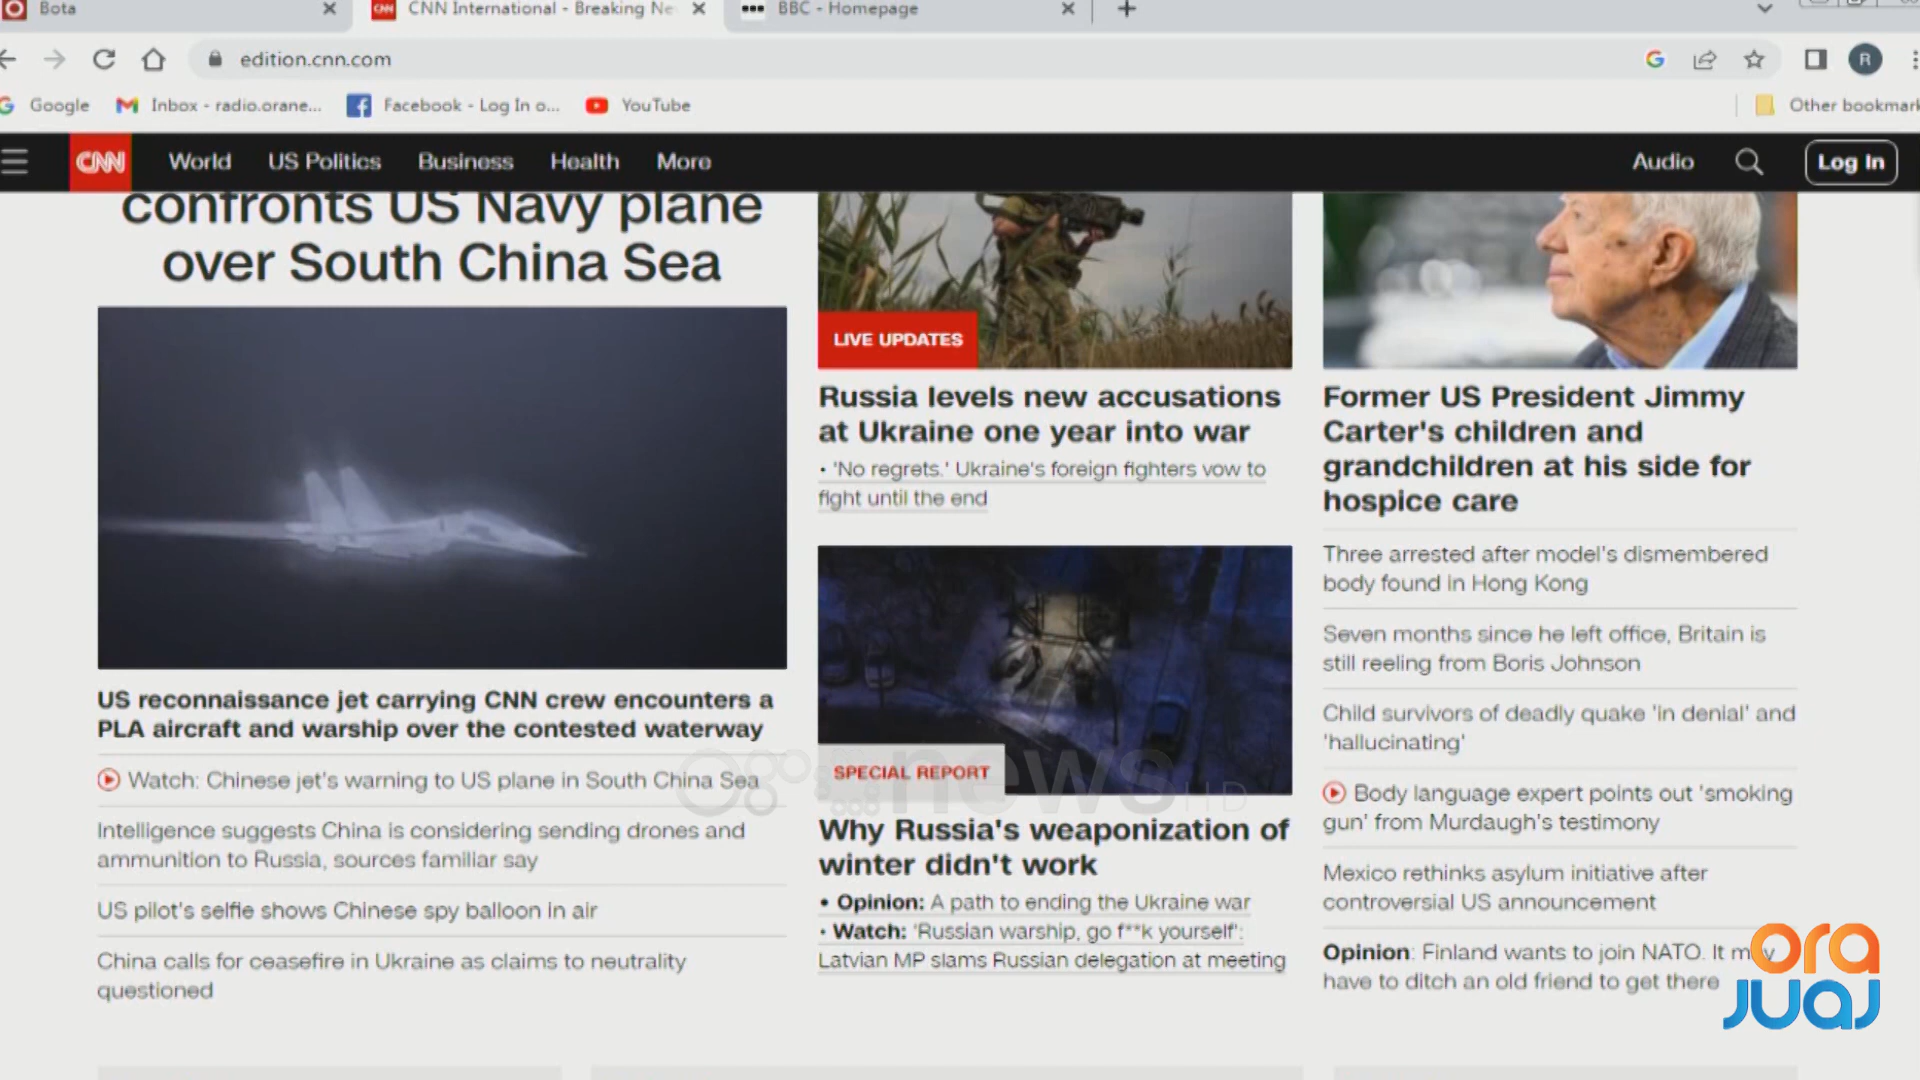 Bota
CNN International - Breaking Ne
BBC - Homepage
edition.cnn.com
R
Google
Inbox - radio.orane...
Facebook - Log In o...
YouTube
Other bookmark
CNN
World
US Politics
Business
Health
More
Audio
Log In
confronts US Navy plane
over South China Sea
US reconnaissance jet carrying CNN crew encounters a
PLA aircraft and warship over the contested waterway
Watch: Chinese jet's warning to US plane in South China Sea
Intelligence suggests China is considering sending drones and
ammunition to Russia, sources familiar say
US pilot's selfie shows Chinese spy balloon in air
China calls for ceasefire in Ukraine as claims to neutrality
questioned
LIVE UPDATES
Russia levels new accusations
at Ukraine one year into war
• 'No regrets.' Ukraine's foreign fighters vow to
fight until the end
SPECIAL REPORT
news HD
Why Russia's weaponization of
winter didn't work
• Opinion: A path to ending the Ukraine war
• Watch: 'Russian warship, go f**k yourself':
Latvian MP slams Russian delegation at meeting
Former US President Jimmy
Carter's children and
grandchildren at his side for
hospice care
Three arrested after model's dismembered
body found in Hong Kong
Seven months since he left office, Britain is
still reeling from Boris Johnson
Child survivors of deadly quake 'in denial' and
'hallucinating'
Body language expert points out 'smoking
gun' from Murdaugh's testimony
Mexico rethinks asylum initiative after
controversial US announcement
Opinion: Finland wants to join NATO. It may
have to ditch an old friend to get there
ora
juaj